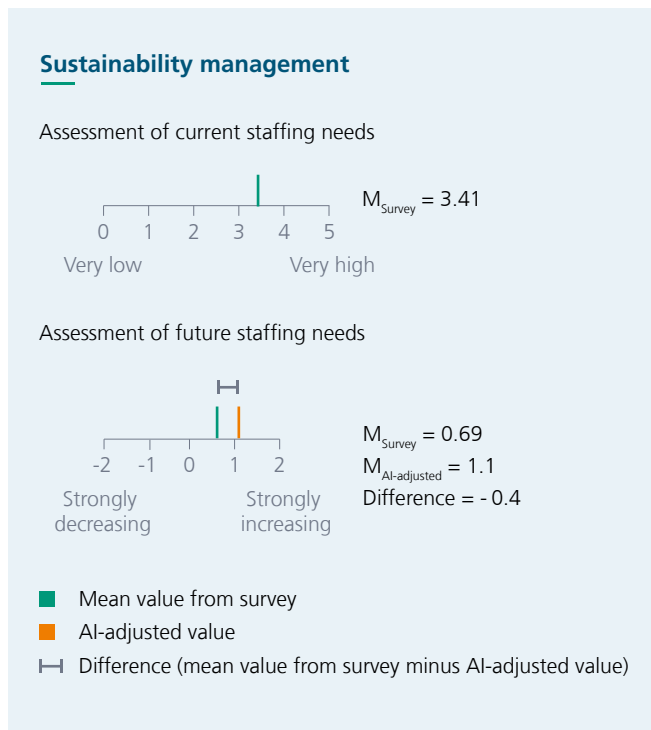 Sustainability management
Assessment of current staffing needs
M Survey = 3.41
0 1 2 3 4 5
Very low Very high
Assessment of future staffing needs
M Survey = 0.69
-2 -1 0 1 2
M AI-adjusted = 1.1
Strongly decreasing
Strongly increasing
Difference = - 0.4
Mean value from survey
AI-adjusted value
Difference (mean value from survey minus AI-adjusted value)